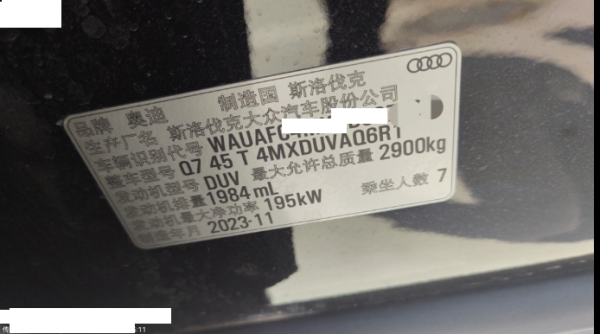 品牌 奥迪 制造国 斯洛伐克
生产厂名 斯洛伐克大众汽车股份公司
车辆识别代号 WAUAFC
整车型号 Q7 45 T 4MXDUVAQ6R1
发动机型号 DUV 最大允许总质量 2900kg
发动机排量 1984 mL
发动机最大净功率 195kW 乘坐人数 7
制造年月 2023-11